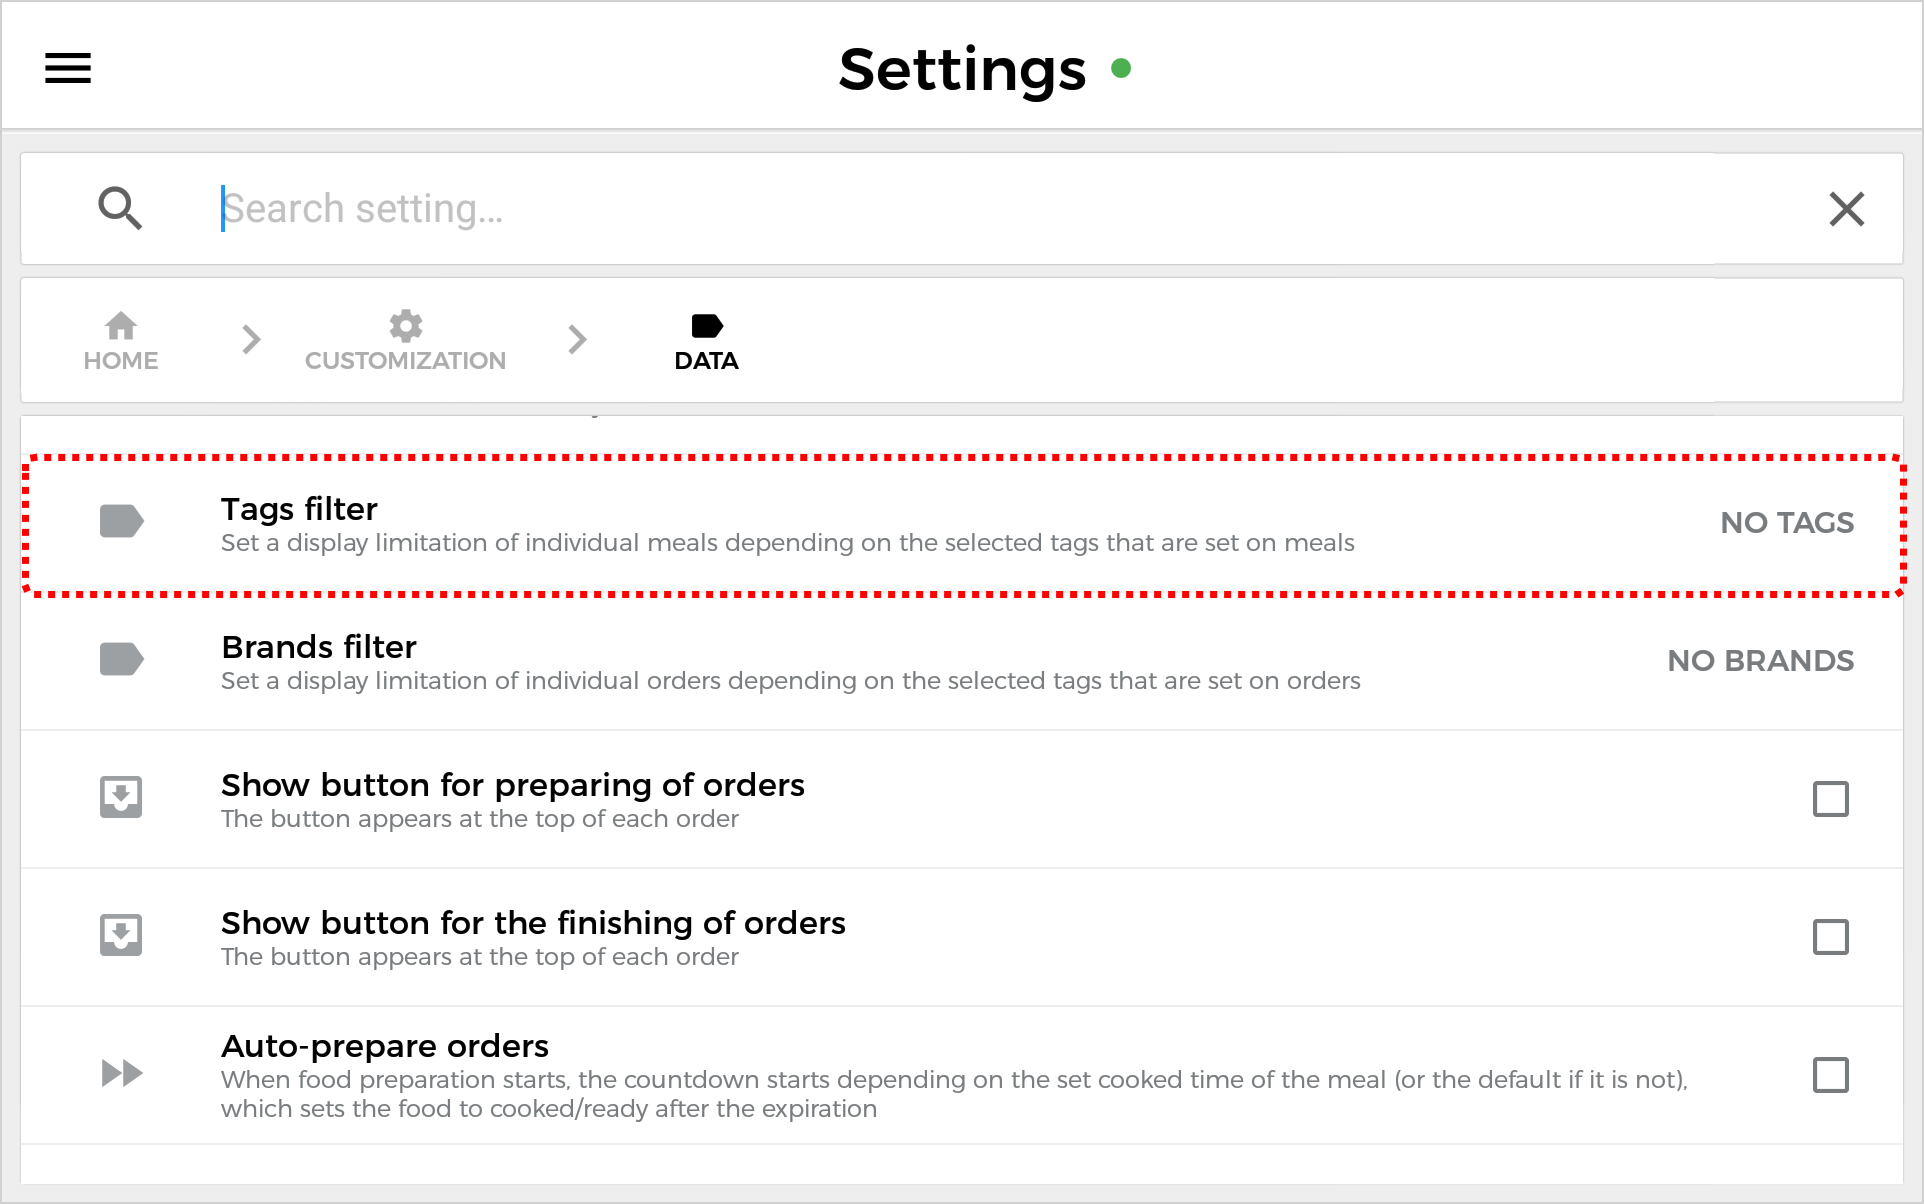 Settings
Search setting...
HOME
CUSTOMIZATION
DATA
Tags filter
Set a display limitation of individual meals depending on the selected tags that are set on meals
NO TAGS
Brands filter
Set a display limitation of individual orders depending on the selected tags that are set on orders
NO BRANDS
Show button for preparing of orders
The button appears at the top of each order
Show button for the finishing of orders
The button appears at the top of each order
Auto-prepare orders
When food preparation starts, the countdown starts depending on the set cooked time of the meal (or the default if it is not),
which sets the food to cooked/ready after the expiration